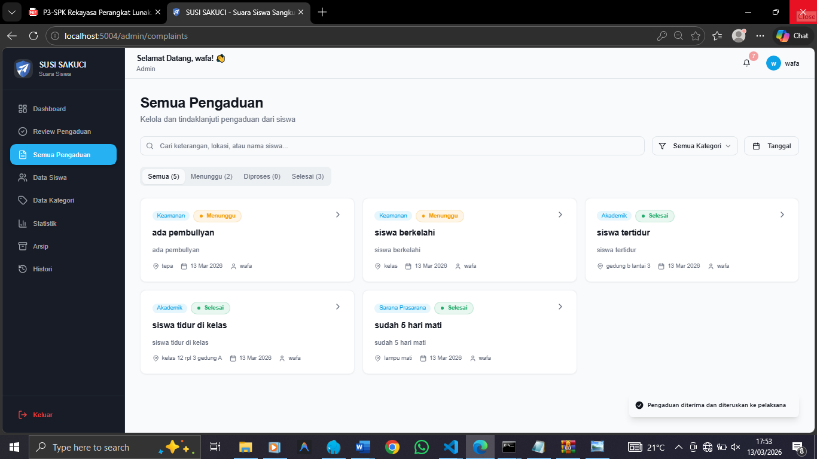 P3-SPK Rekayasa Perangkat Lunak
SUSI SAKUCI - Suara Siswa Sangku
localhost:5004/admin/complaints
Chat
SUSI SAKUCI
Suara Siswa
Dashboard
Review Pengaduan
Semua Pengaduan
Data Siswa
Data Kategori
Statistik
Arsip
Histori
Keluar
Selamat Datang, wafa! 👋
Admin
7
w
wafa
Semua Pengaduan
Kelola dan tindaklanjuti pengaduan dari siswa
Cari keterangan, lokasi, atau nama siswa...
Semua Kategori
Tanggal
Semua (5)
Menunggu (2)
Diproses (0)
Selesai (3)
Keamanan
Menunggu
ada pembullyan
ada pembullyan
tepa
13 Mar 2026
wafa
Keamanan
Menunggu
siswa berkelahi
siswa berkelahi
kelas
13 Mar 2026
wafa
Akademik
Selesai
siswa tertidur
siswa tertidur
gedung b lantai 3
13 Mar 2026
wafa
Akademik
Selesai
siswa tidur di kelas
siswa tidur di kelas
kelas 12 rpl 3 gedung A
13 Mar 2026
wafa
Sarana Prasarana
Selesai
sudah 5 hari mati
sudah 5 hari mati
lampu mati
13 Mar 2026
wafa
Pengaduan diterima dan diteruskan ke pelaksana
Type here to search
21°C
17:53
13/03/2026